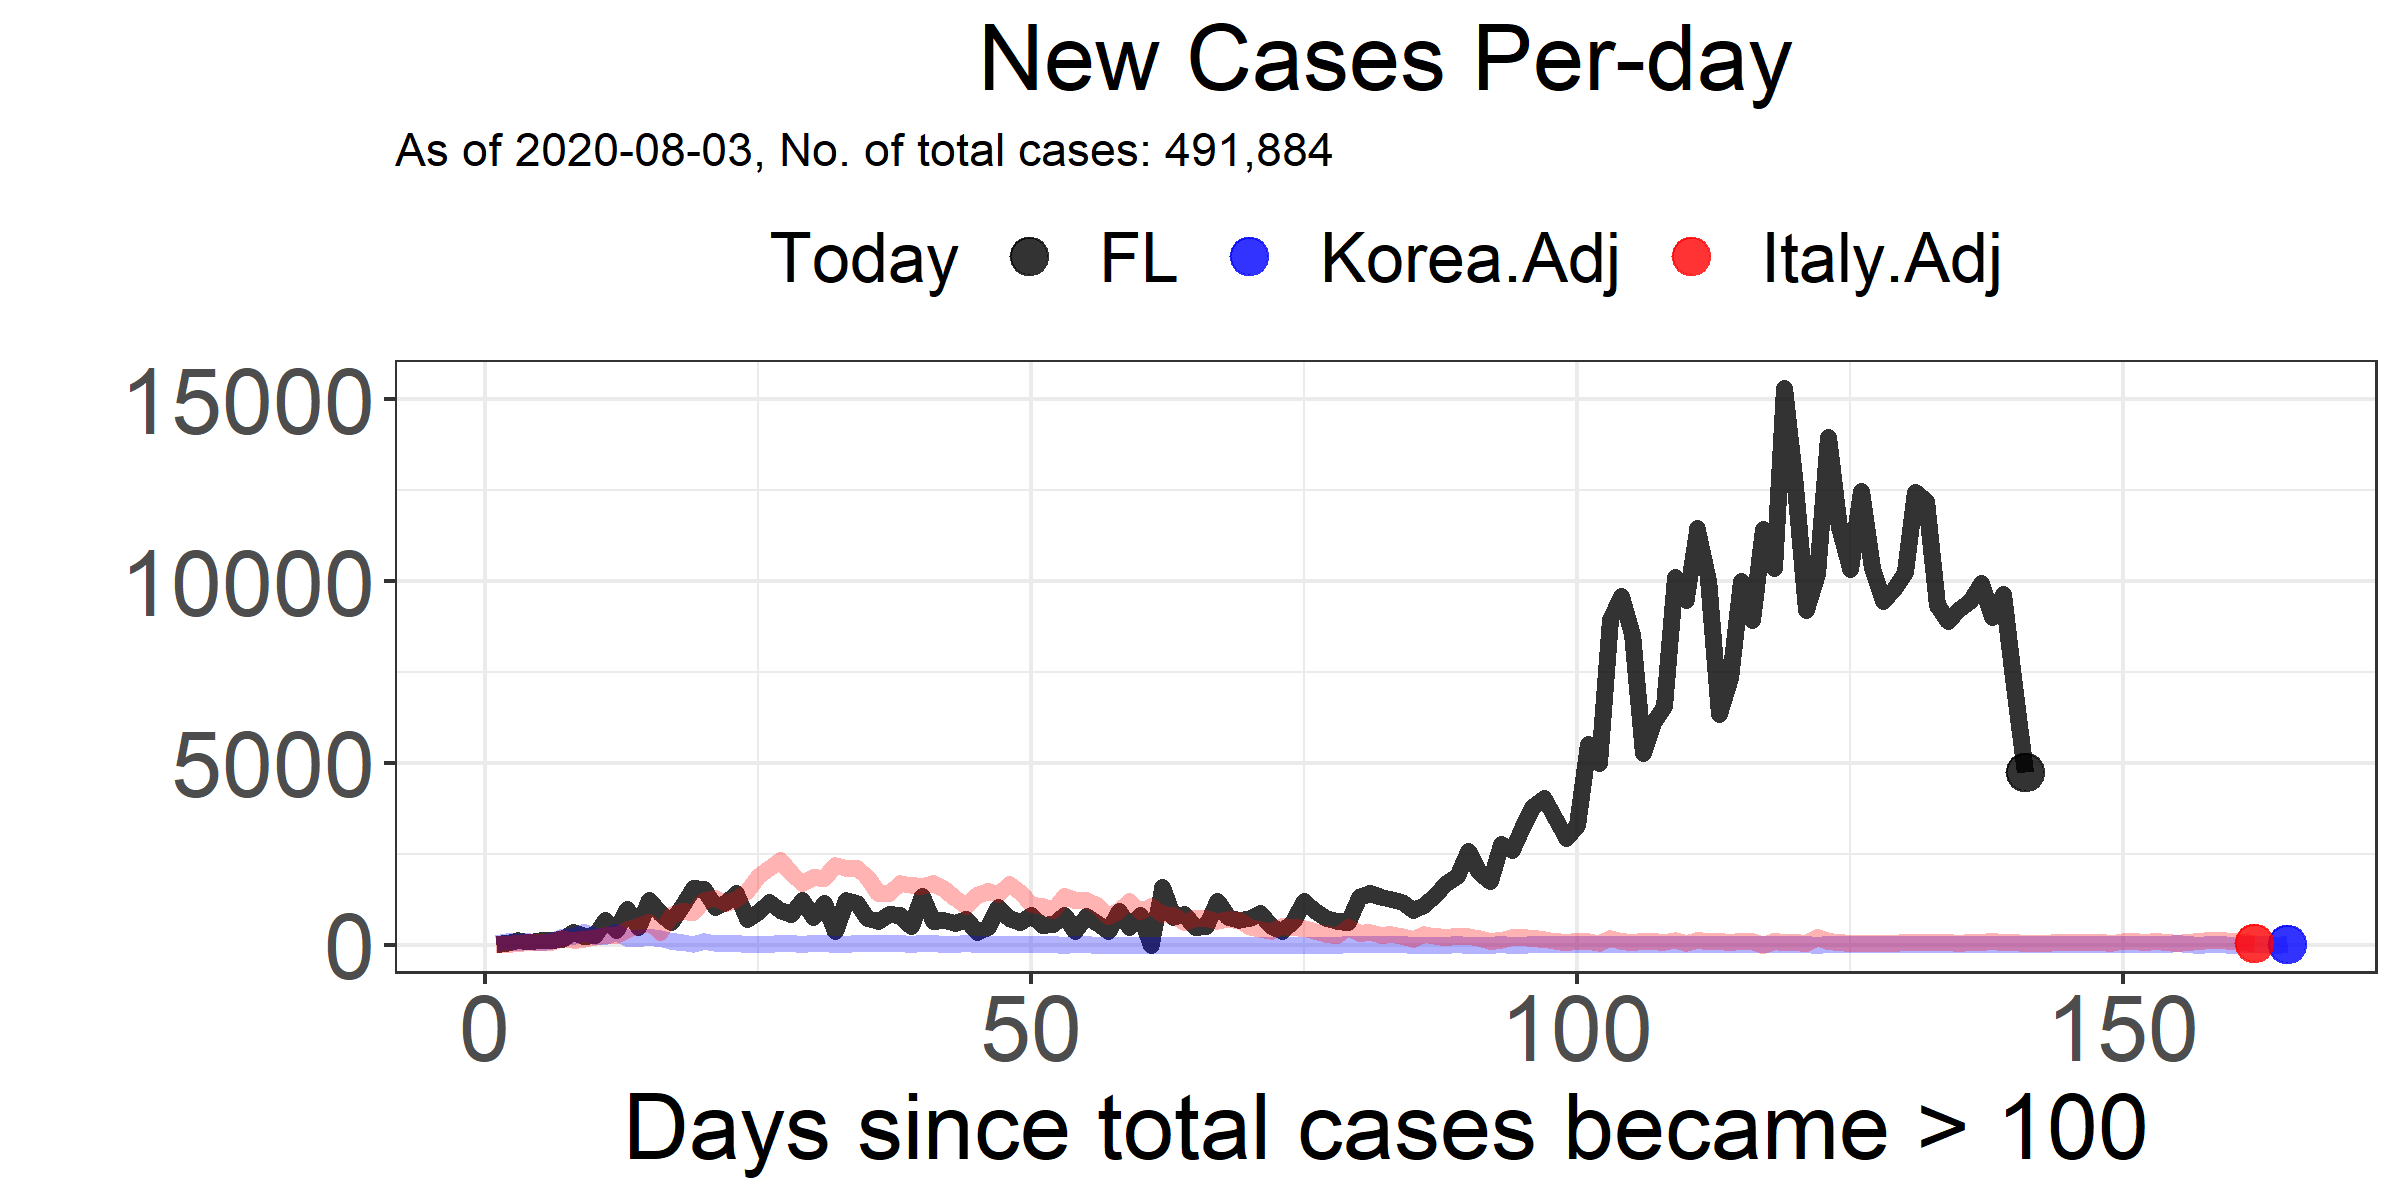 New Cases Per-day
As of 2020-08-03, No. of total cases: 491,884
Today FL Korea.Adj Italy.Adj
15000
10000
5000
0
0 50 100 150
Days since total cases became > 100